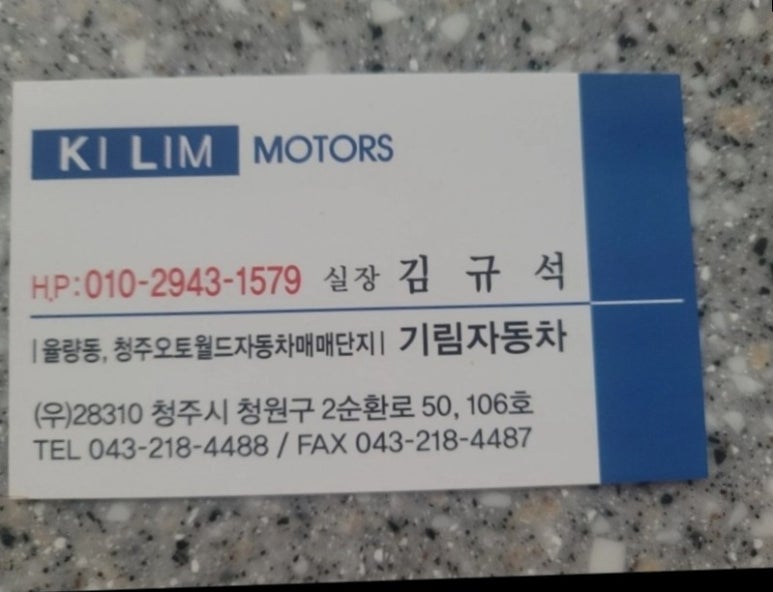 KI LIM MOTORS
H.P:010-2943-1579 실장 김 규 석
|율량동, 청주오토월드자동차매매단지| 기림자동차
(우)28310 청주시 청원구 2순환로 50, 106호
TEL 043-218-4488 / FAX 043-218-4487